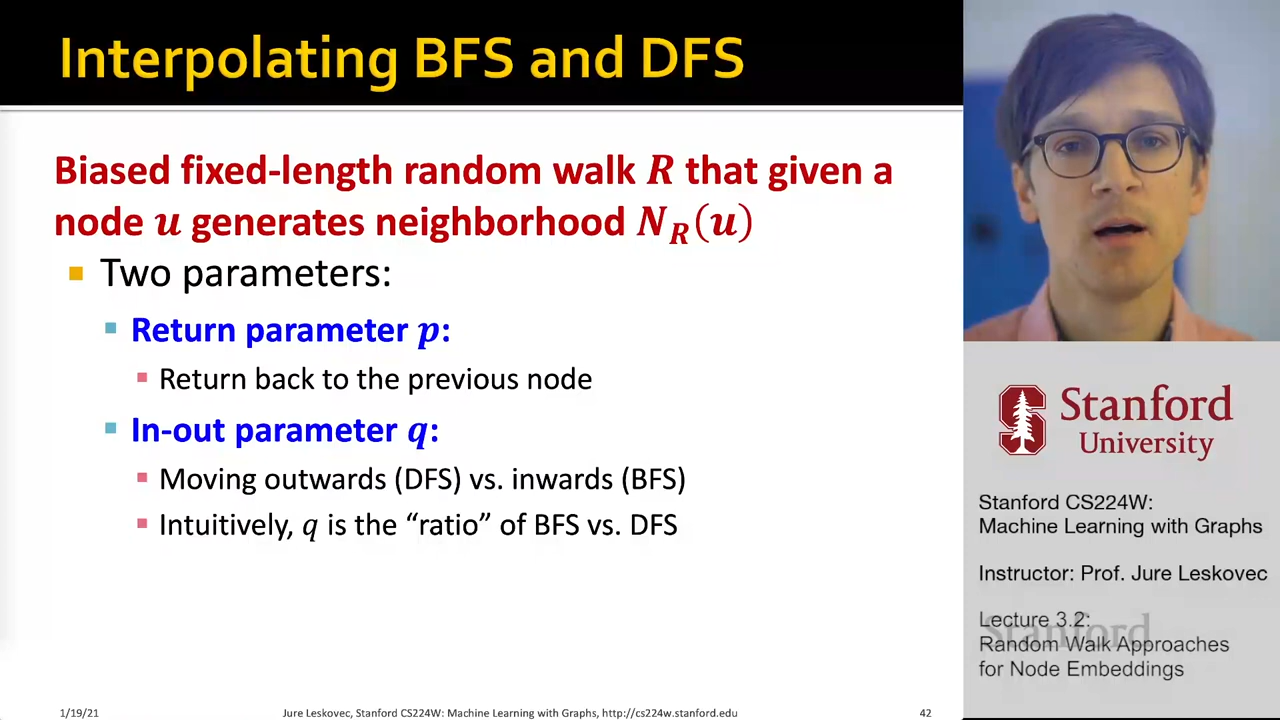 Interpolating BFS and DFS
Biased fixed-length random walk R that given a
node u generates neighborhood N_R(u)
Two parameters:
Return parameter p:
Return back to the previous node
In-out parameter q:
Moving outwards (DFS) vs. inwards (BFS)
Intuitively, q is the “ratio” of BFS vs. DFS
1/19/21
Jure Leskovec, Stanford CS224W: Machine Learning with Graphs, http://cs224w.stanford.edu
42
Stanford
University
Stanford CS224W:
Machine Learning with Graphs
Instructor: Prof. Jure Leskovec
Lecture 3.2:
Stanford
Random Walk Approaches
for Node Embeddings